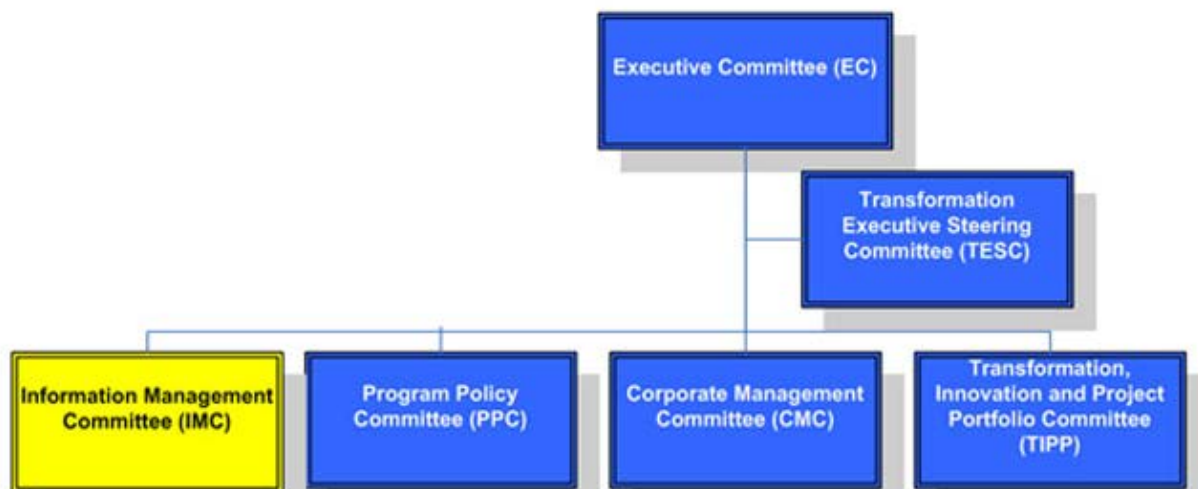 Executive Committee (EC)
Transformation
Executive Steering
Committee (TESC)
Information Management
Committee (IMC)
Program Policy
Committee (PPC)
Corporate Management
Committee (CMC)
Transformation,
Innovation and Project
Portfolio Committee
(TIPP)